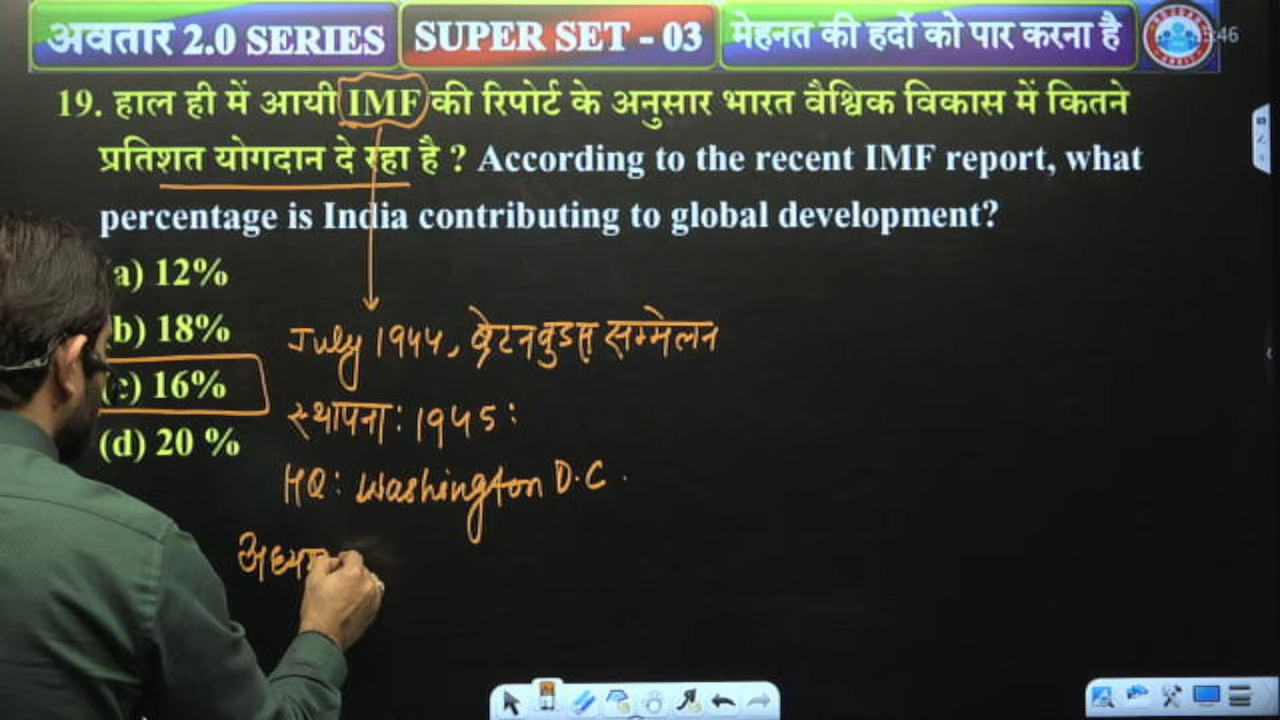 अवतार 2.0 SERIES SUPER SET - 03 मेहनत की हदों को पार करना है :46
19. हाल ही में आयी IMF की रिपोर्ट के अनुसार भारत वैश्विक विकास में कितने
प्रतिशत योगदान दे रहा है ? According to the recent IMF report, what
percentage is India contributing to global development?
a) 12%
b) 18%
(c) 16%
(d) 20 %
July 1944, ब्रेटनवुडस सम्मेलन
स्थापना: 1945:
HQ: Washington D.C.